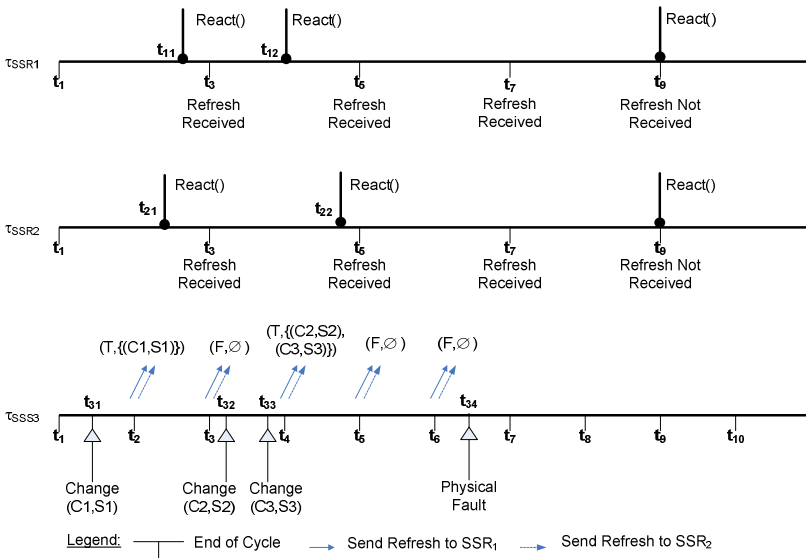 React() React() React()
t11 t12
τSSR1
t1 t3 t5 t7 t9
Refresh Received Refresh Received Refresh Received Refresh Not Received
React() React() React()
t21 t22
τSSR2
t1 t3 t5 t7 t9
Refresh Received Refresh Received Refresh Received Refresh Not Received
(T,{(C1,S1)}) (F,∅) (T,{(C2,S2), (C3,S3)}) (F,∅) (F,∅)
t31 t32 t33 t34
τSSS3
t1 t2 t3 t4 t5 t6 t7 t8 t9 t10
Change (C1,S1) Change (C2,S2) Change (C3,S3) Physical Fault
Legend: End of Cycle Send Refresh to SSR1 Send Refresh to SSR2